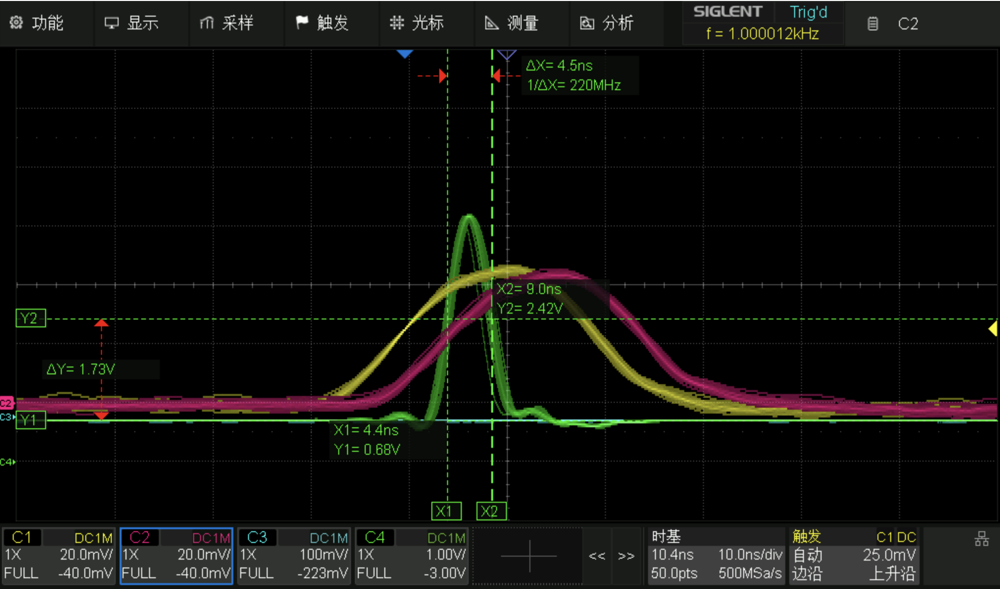 功能
显示
采样
触发
光标
测量
分析
SIGLENT
Trig'd
f = 1.000012kHz
C2
ΔX= 4.5ns
1/ΔX= 220MHz
X2= 9.0ns
Y2= 2.42V
Y2
ΔY= 1.73V
C2
C3
Y1
X1= 4.4ns
Y1= 0.68V
C4
X1
X2
C1 DC1M
1X 20.0mV/
FULL -40.0mV
C2 DC1M
1X 20.0mV/
FULL -40.0mV
C3 DC1M
1X 100mV/
FULL -223mV
C4 DC1M
1X 1.00V/
FULL -3.00V
<< >>
时基
10.4ns 10.0ns/div
50.0pts 500MSa/s
触发 C1 DC
自动 25.0mV
边沿 上升沿